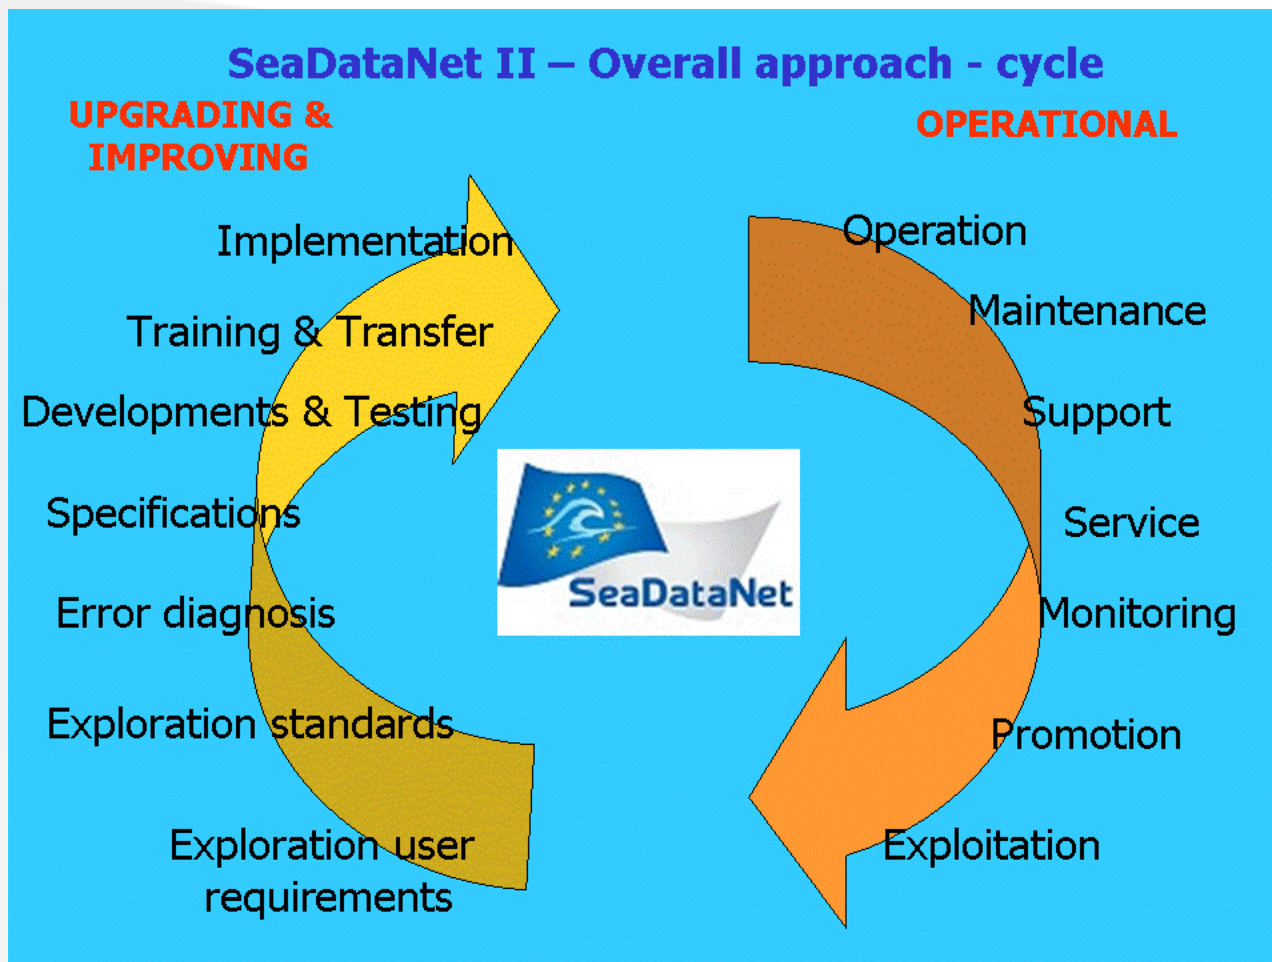 SeaDataNet II – Overall approach - cycle
UPGRADING &
IMPROVING
OPERATIONAL
Implementation
Training & Transfer
Developments & Testing
Specifications
Error diagnosis
Exploration standards
Exploration user
requirements
Operation
Maintenance
Support
Service
Monitoring
Promotion
Exploitation
SeaDataNet